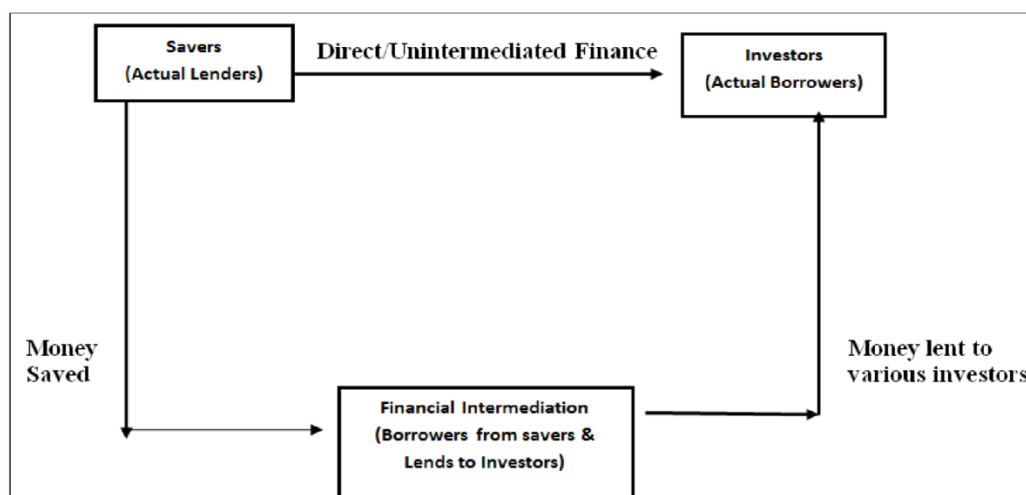 Savers
(Actual Lenders)
Direct/Unintermediated Finance
Investors
(Actual Borrowers)
Money
Saved
Money lent to
various investors
Financial Intermediation
(Borrowers from savers &
Lends to Investors)